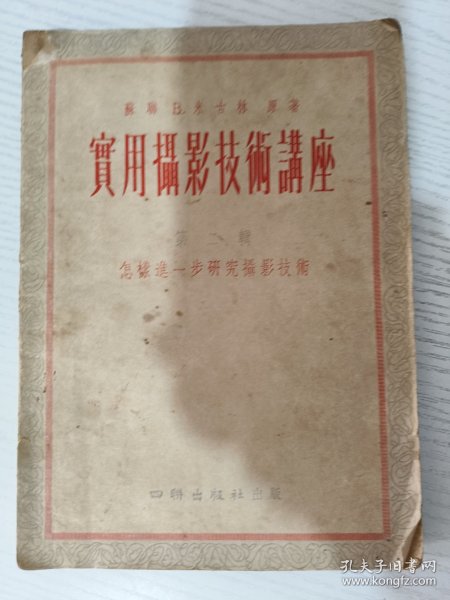 蘇聯 B. 米古林 原著
實用攝影技術講座
第 輯
怎樣進一步研究攝影技術
四聯出版社出版
孔夫子旧书网
www.kongfz.com